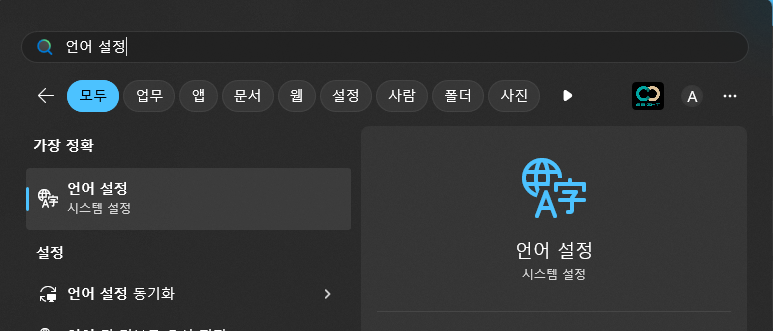 언어 설정
모두 업무 앱 문서 웹 설정 사람 폴더 사진 A
가장 정확
언어 설정
시스템 설정
설정
언어 설정 동기화
A字
언어 설정
시스템 설정